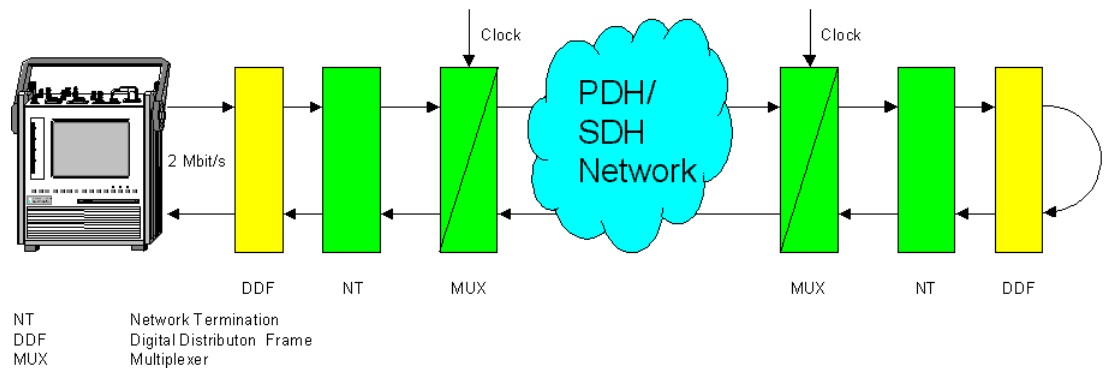 Clock
Clock
PDH/
SDH
Network
2 Mbit/s
DDF NT MUX MUX NT DDF
NT Network Termination
DDF Digital Distributon Frame
MUX Multiplexer